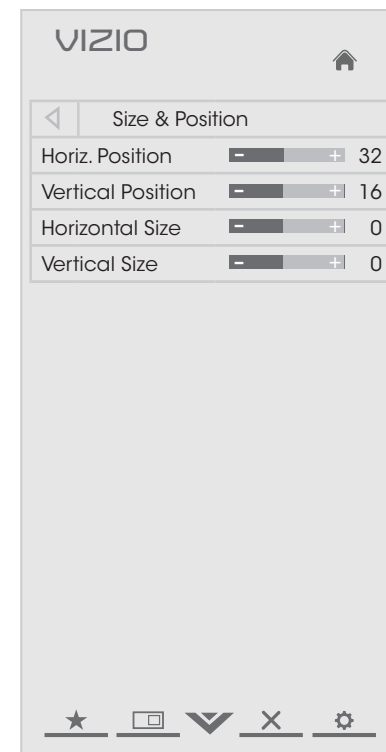 VIZIO
Size & Position
Horiz. Position - + 32
Vertical Position - + 16
Horizontal Size - + 0
Vertical Size - + 0